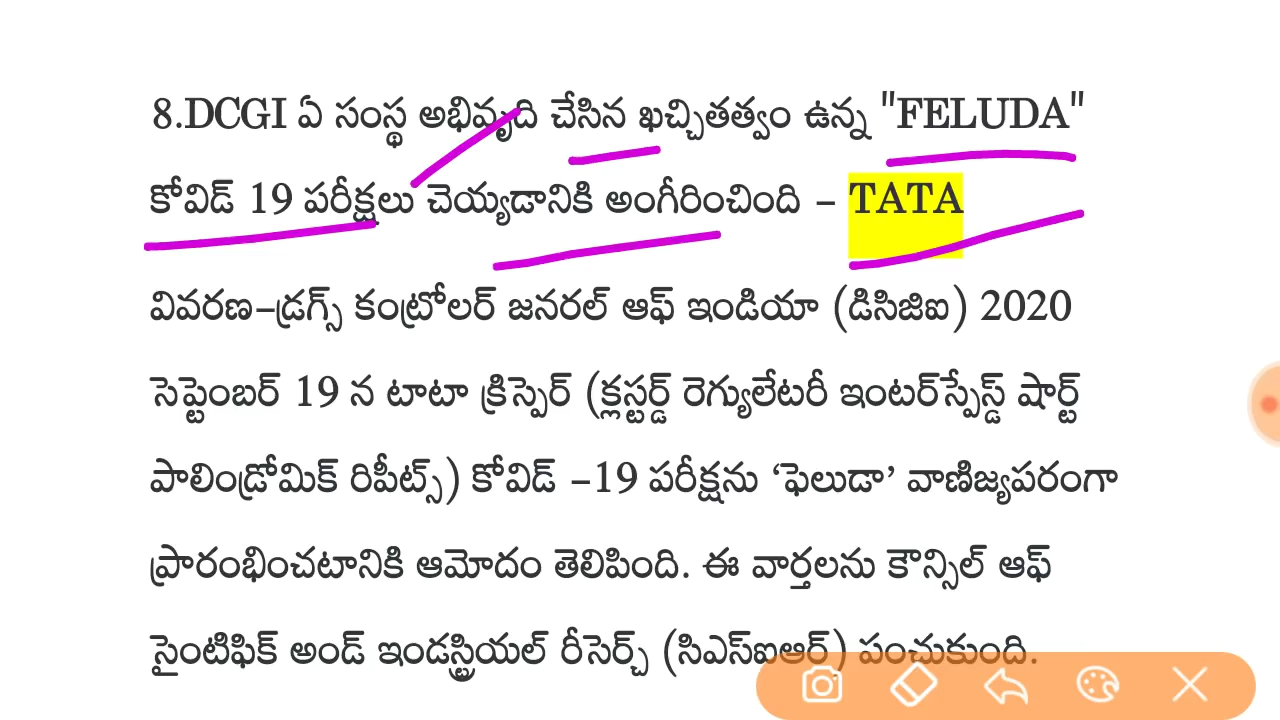 8.DCGI ఏ సంస్థ అభివృది చేసిన ఖచ్చితత్వం ఉన్న "FELUDA"
కోవిడ్ 19 పరీక్షలు చెయ్యడానికి అంగీరించింది – TATA
వివరణ–డ్రగ్స్ కంట్రోలర్ జనరల్ ఆఫ్ ఇండియా (డిసిజిఐ) 2020
సెప్టెంబర్ 19 న టాటా క్రిస్పెర్ (క్లస్టర్డ్ రెగ్యులేటరీ ఇంటర్‌స్పేస్డ్ షార్ట్
పాలిండ్రోమిక్ రిపీట్స్) కోవిడ్ –19 పరీక్షను ‘ఫెలుడా’ వాణిజ్యపరంగా
ప్రారంభించటానికి ఆమోదం తెలిపింది. ఈ వార్తలను కౌన్సిల్ ఆఫ్
సైంటిఫిక్ అండ్ ఇండస్ట్రియల్ రీసెర్చ్ (సిఎస్ఐఆర్) పంచుకుంది.